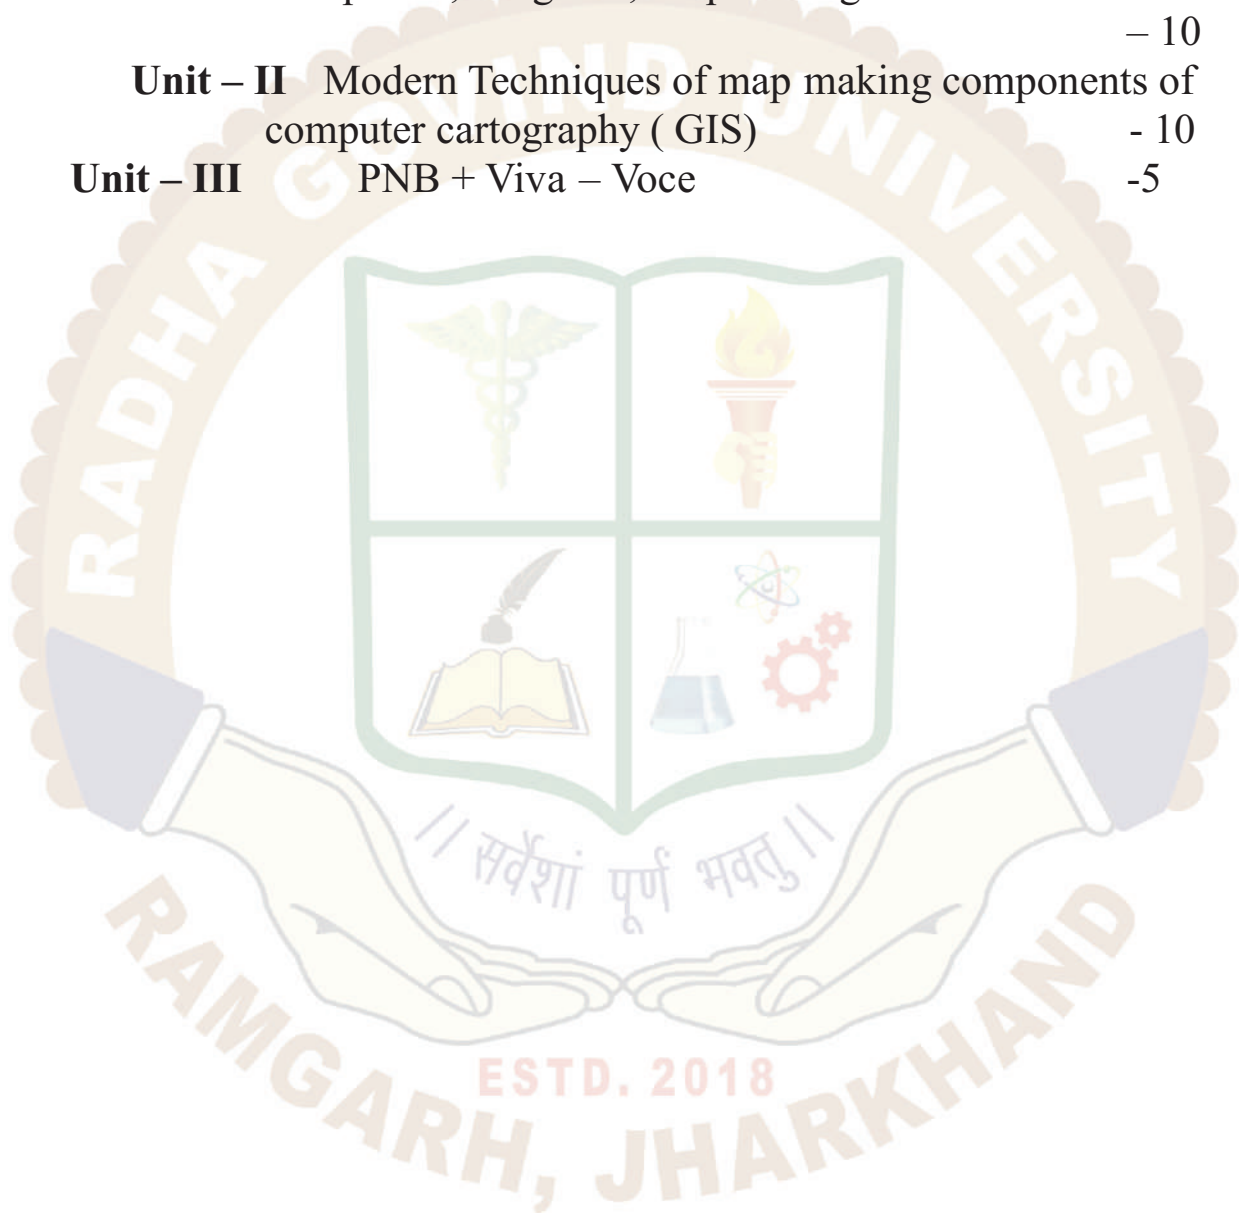 – 10
Unit – II Modern Techniques of map making components of
computer cartography ( GIS) - 10
Unit – III PNB + Viva – Voce -5
RADHA GOVIND UNIVERSITY
|| सर्वेशां पूर्ण भवतु ||
ESTD. 2018
RAMGARH, JHARKHAND